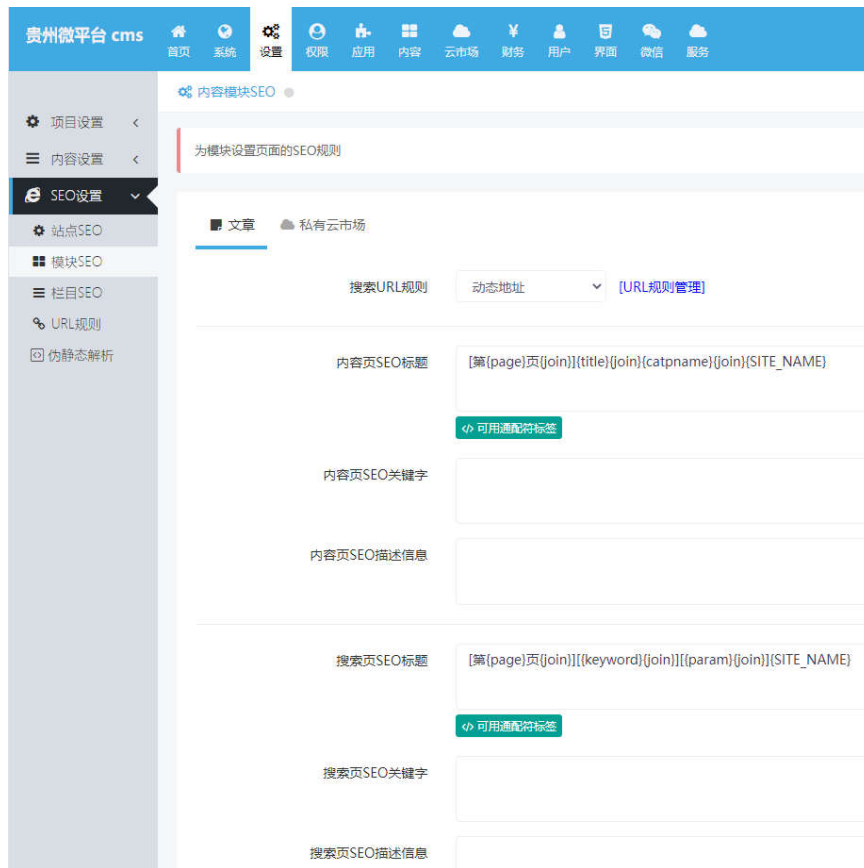 贵州微平台 cms
首页 系统 设置 权限 应用 内容 云市场 财务 用户 界面 微信 服务
内容模块SEO
项目设置
内容设置
SEO设置
站点SEO
模块SEO
栏目SEO
URL规则
伪静态解析
为模块设置页面的SEO规则
文章 私有云市场
搜索URL规则 动态地址 [URL规则管理]
内容页SEO标题 [第{page}页{join}]{title}{join}{catpname}{join}{SITE_NAME}
可用通配符标签
内容页SEO关键字
内容页SEO描述信息
搜索页SEO标题 [第{page}页{join}][{keyword}{join}][{param}{join}]{SITE_NAME}
可用通配符标签
搜索页SEO关键字
搜索页SEO描述信息